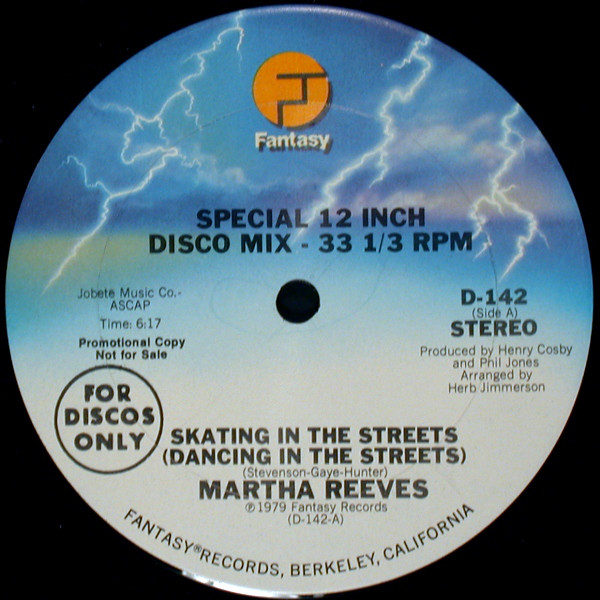 Fantasy
SPECIAL 12 INCH
DISCO MIX - 33 1/3 RPM
Jobete Music Co.-
ASCAP
Time: 6:17
Promotional Copy
Not for Sale
FOR
DISCOS
ONLY
D-142
(Side A)
STEREO
Produced by Henry Cosby
and Phil Jones
Arranged by
Herb Jimmerson
SKATING IN THE STREETS
(DANCING IN THE STREETS)
(Stevenson-Gaye-Hunter)
MARTHA REEVES
℗1979 Fantasy Records
(D-142-A)
FANTASY®RECORDS, BERKELEY, CALIFORNIA